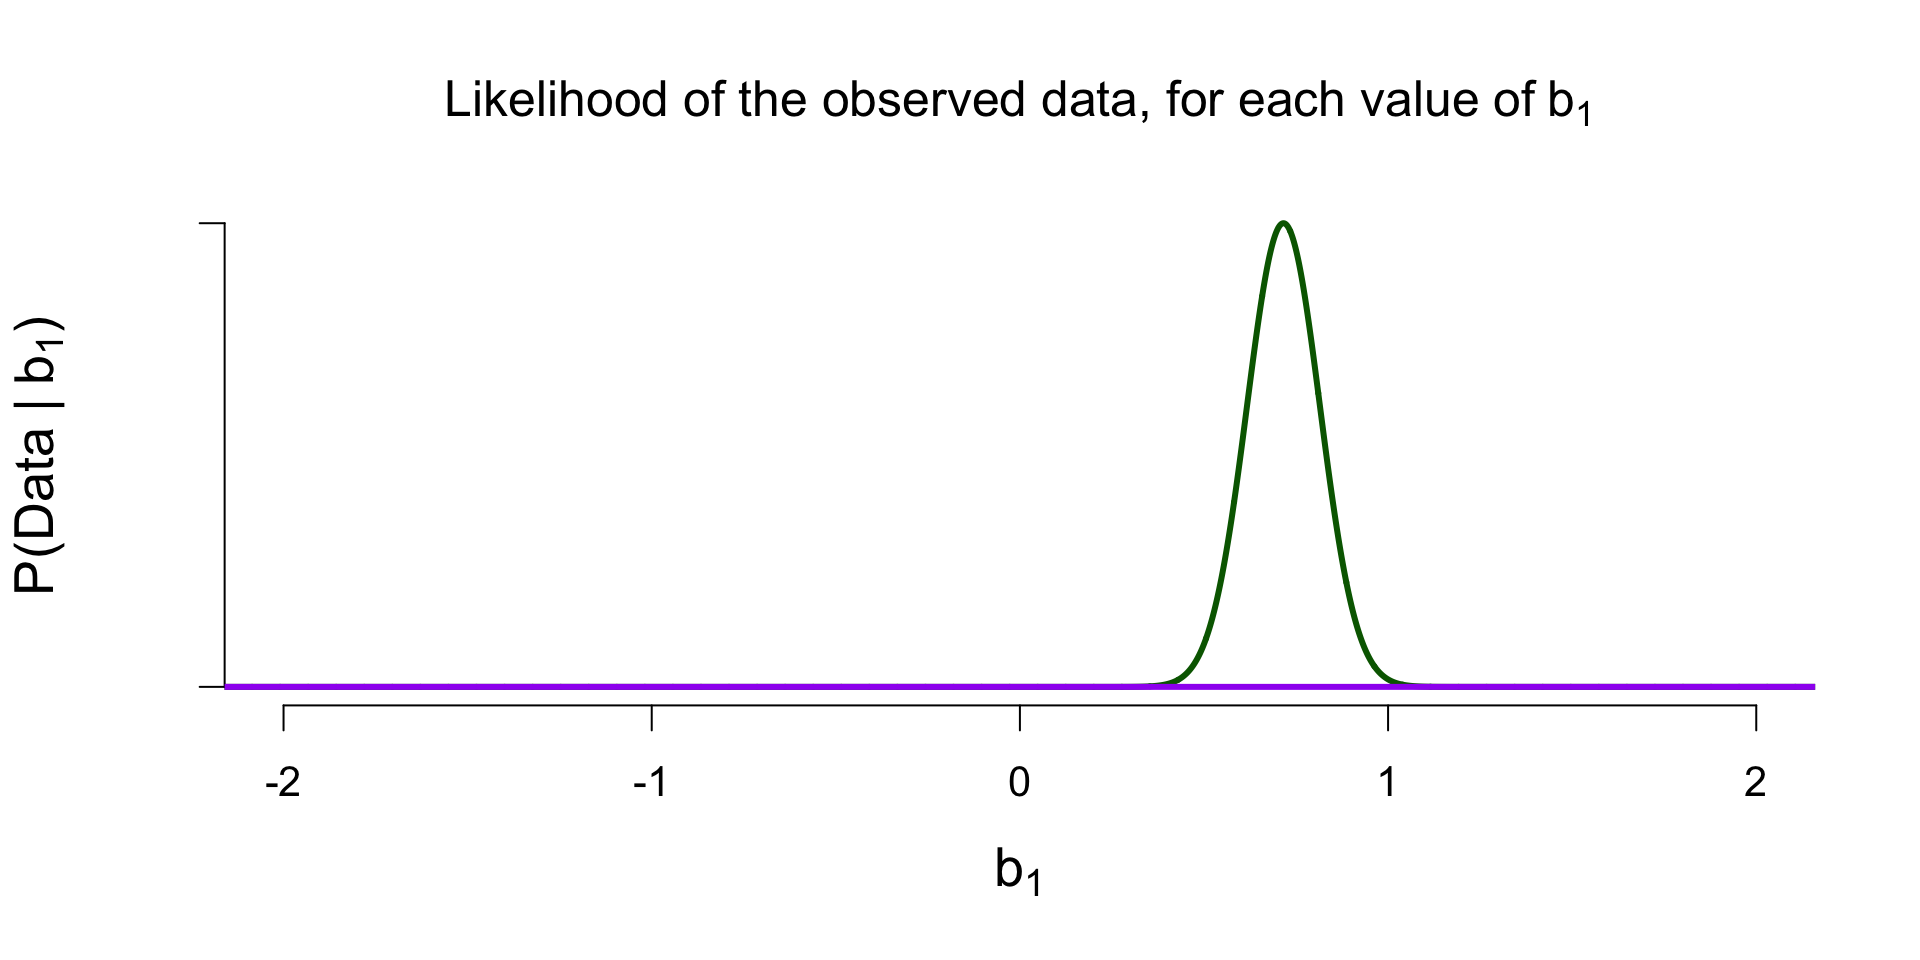 Likelihood of the observed data, for each value of b₁
P(Data | b₁)
-2 -1 0 1 2
b₁